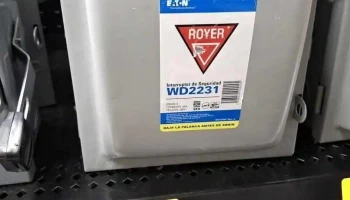 EATON
ROYER
Interruptor de Seguridad
WD2231
BAJE LA PALANCA ANTES DE ABRIR